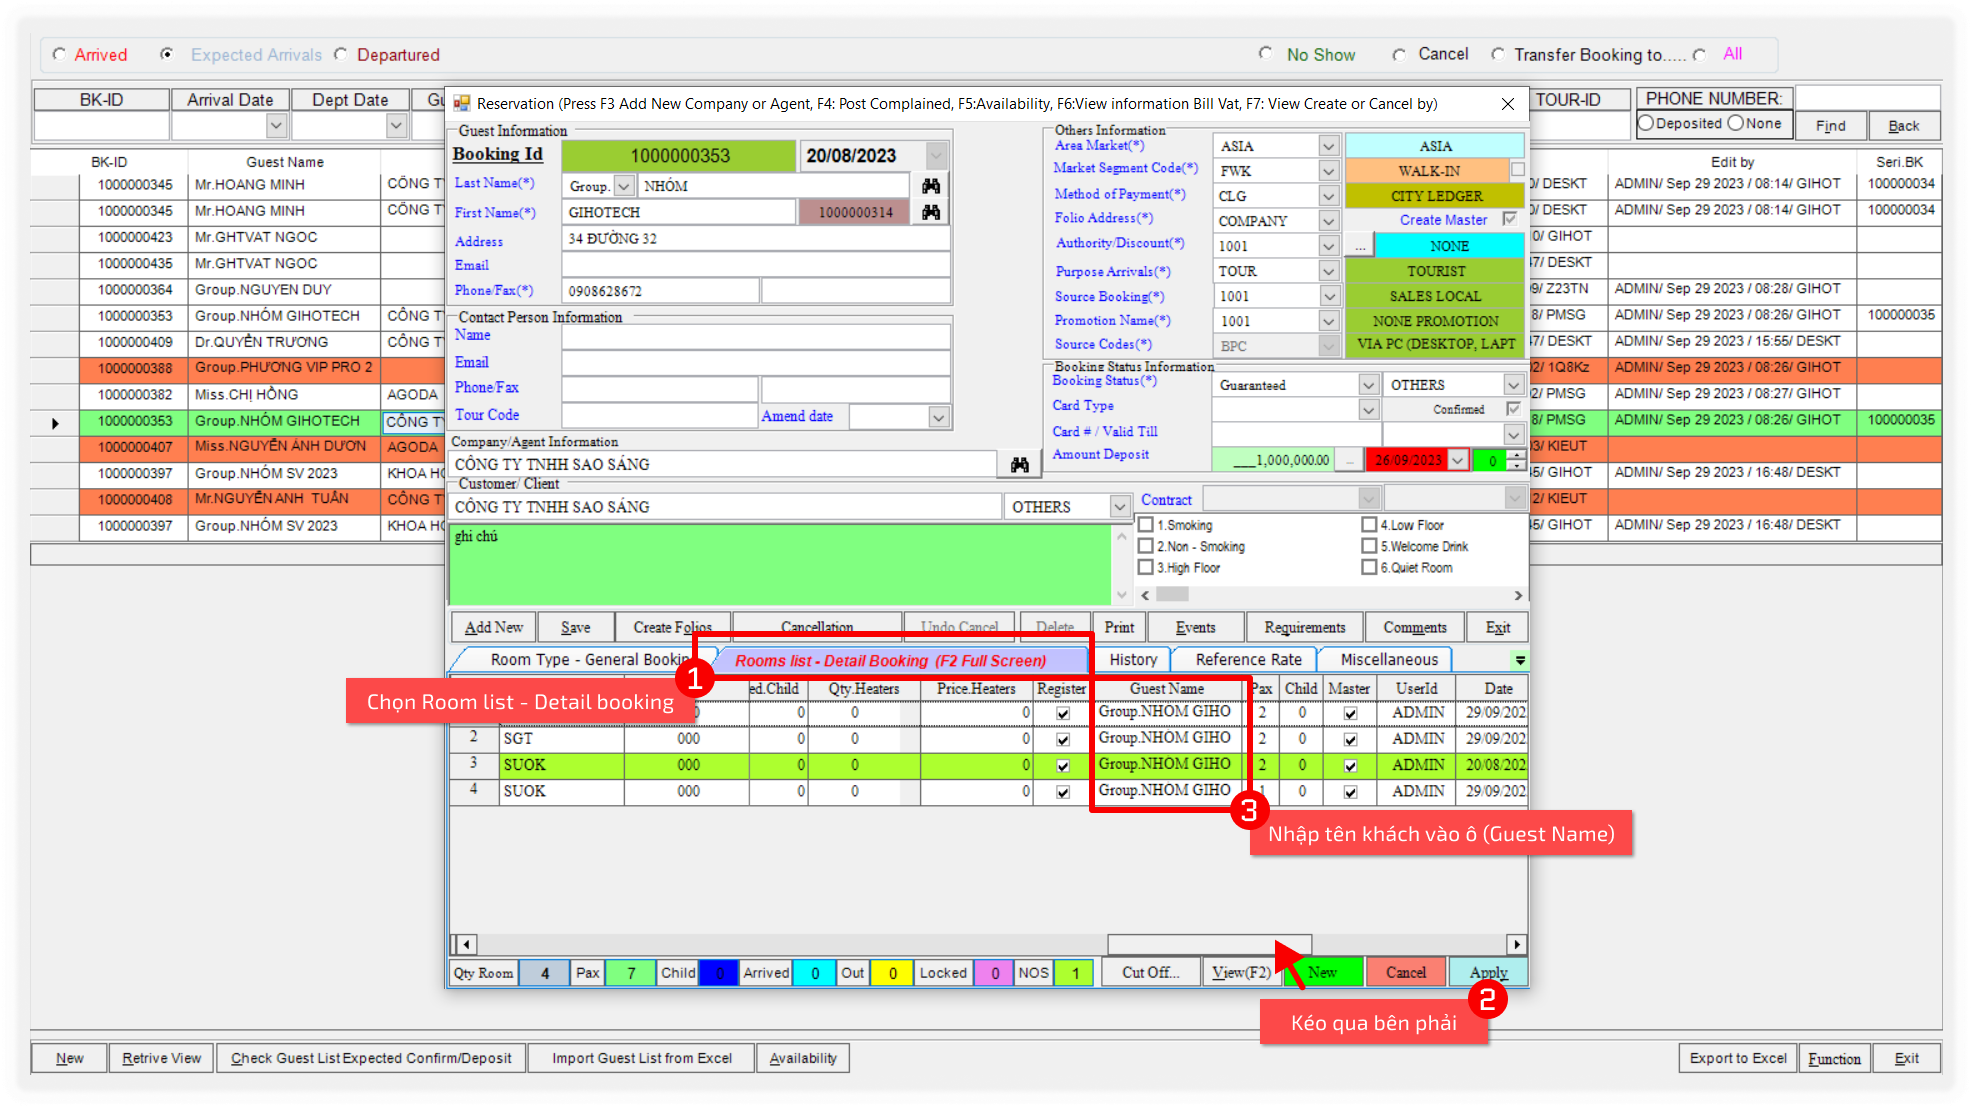 Arrived Expected Arrivals Departured No Show Cancel Transfer Booking to..... All
BK-ID Arrival Date Dept Date TOUR-ID PHONE NUMBER:
Deposited None Find Back
BK-ID Guest Name Edit by Seri.BK
1000000345 Mr.HOANG MINH CÔNG T 0/ DESKT ADMIN/ Sep 29 2023 / 08:14/ GIHOT 100000034
1000000345 Mr.HOANG MINH CÔNG T 0/ DESKT ADMIN/ Sep 29 2023 / 08:14/ GIHOT 100000034
1000000423 Mr.GHTVAT NGOC 0/ GIHOT
1000000435 Mr.GHTVAT NGOC 47/ DESKT
1000000364 Group.NGUYEN DUY 09/ Z23TN ADMIN/ Sep 29 2023 / 08:28/ GIHOT
1000000353 Group.NHÓM GIHOTECH CÔNG T 8/ PMSG ADMIN/ Sep 29 2023 / 08:26/ GIHOT 100000035
1000000409 Dr.QUYỀN TRƯƠNG CÔNG T 47/ DESKT ADMIN/ Sep 29 2023 / 15:55/ DESKT
1000000388 Group.PHƯƠNG VIP PRO 2 02/ 1Q8Kz ADMIN/ Sep 29 2023 / 08:26/ GIHOT
1000000382 Miss.CHỊ HỒNG AGODA 02/ PMSG ADMIN/ Sep 29 2023 / 08:27/ GIHOT
1000000353 Group.NHÓM GIHOTECH CÔNG T 8/ PMSG ADMIN/ Sep 29 2023 / 08:26/ GIHOT 100000035
1000000407 Miss.NGUYỄN ÁNH DƯƠN AGODA 03/ KIEUT
1000000397 Group.NHÓM SV 2023 KHOA HO 45/ GIHOT ADMIN/ Sep 29 2023 / 16:48/ DESKT
1000000408 Mr.NGUYỄN ANH TUẤN CÔNG T 2/ KIEUT
1000000397 Group.NHÓM SV 2023 KHOA HO 45/ GIHOT ADMIN/ Sep 29 2023 / 16:48/ DESKT
Reservation (Press F3 Add New Company or Agent, F4: Post Complained, F5:Availability, F6:View information Bill Vat, F7: View Create or Cancel by)
Guest Information
Booking Id 1000000353 20/08/2023
Last Name(*) Group. NHÓM
First Name(*) GIHOTECH 1000000314
Address 34 ĐƯỜNG 32
Email
Phone/Fax(*) 0908628672
Contact Person Information
Name
Email
Phone/Fax
Tour Code Amend date
Company/Agent Information
CÔNG TY TNHH SAO SÁNG
Customer/ Client
CÔNG TY TNHH SAO SÁNG OTHERS
ghi chú
Others Information
Area Market(*) ASIA ASIA
Market Segment Code(*) FWK WALK-IN
Method of Payment(*) CLG CITY LEDGER
Folio Address(*) COMPANY Create Master
Authority/Discount(*) 1001 ... NONE
Purpose Arrivals(*) TOUR TOURIST
Source Booking(*) 1001 SALES LOCAL
Promotion Name(*) 1001 NONE PROMOTION
Source Codes(*) BPC VIA PC (DESKTOP, LAPT
Booking Status Information
Booking Status(*) Guaranteed OTHERS
Card Type Confirmed
Card # / Valid Till
Amount Deposit ___1,000,000.00 ... 26/09/2023 0
Contract
1.Smoking 4.Low Floor
2.Non - Smoking 5.Welcome Drink
3.High Floor 6.Quiet Room
Add New Save Create Folios Cancellation Undo Cancel Delete Print Events Requirements Comments Exit
Room Type - General Bookin Rooms list - Detail Booking (F2 Full Screen) History Reference Rate Miscellaneous
1
Chọn Room list - Detail booking
ed.Child Qty.Heaters Price.Heaters Register Guest Name Pax Child Master UserId Date
0 0 0 0 Group.NHÓM GIHO 2 0 ADMIN 29/09/202
2 SGT 000 0 0 0 Group.NHÓM GIHO 2 0 ADMIN 29/09/202
3 SUOK 000 0 0 0 Group.NHÓM GIHO 2 0 ADMIN 20/08/202
4 SUOK 000 0 0 0 Group.NHÓM GIHO 1 0 ADMIN 29/09/202
3
Nhập tên khách vào ô (Guest Name)
Qty Room 4 Pax 7 Child 0 Arrived 0 Out 0 Locked 0 NOS 1 Cut Off... View(F2) New Cancel Apply
2
Kéo qua bên phải
New Retrive View Check Guest List Expected Confirm/Deposit Import Guest List from Excel Availability Export to Excel Function Exit